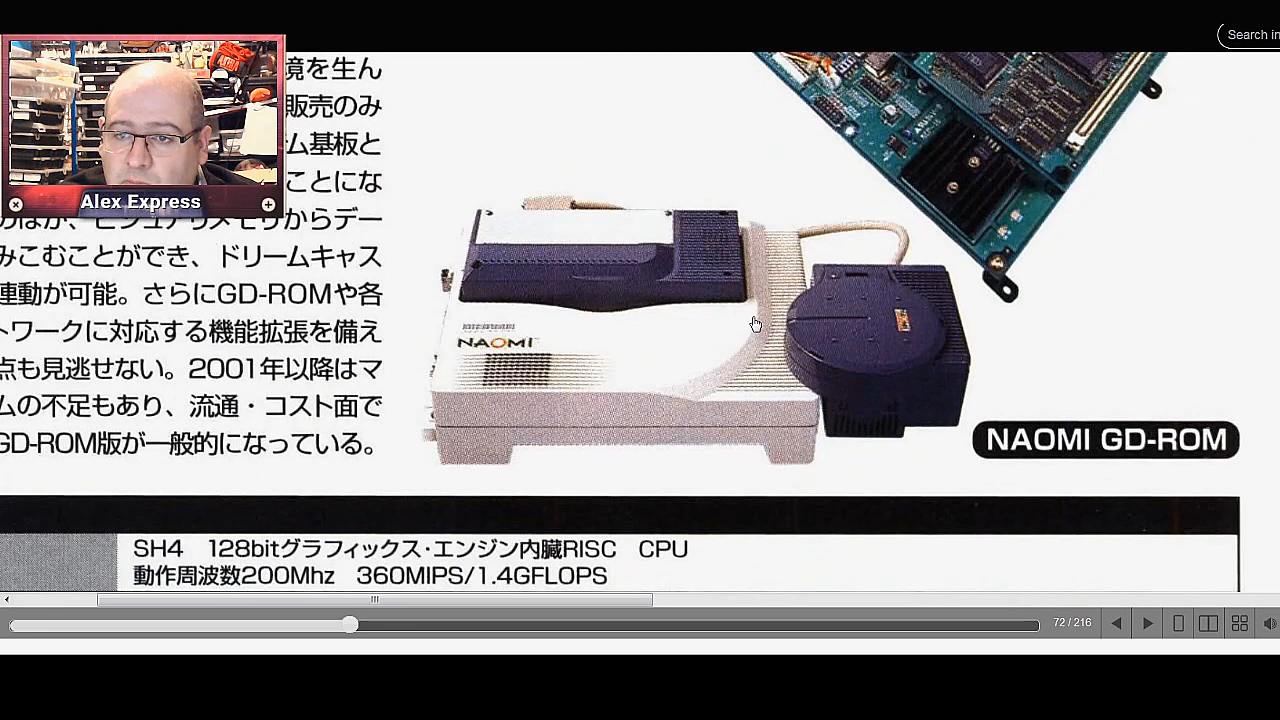 Search in
境を生ん
販売のみ
ム基板と
ことにな
Alex Express
みこむことができ、ドリームキャス
連動が可能。さらにGD-ROMや各
トワークに対応する機能拡張を備え
点も見逃せない。2001年以降はマ
ムの不足もあり、流通・コスト面で
GD-ROM版が一般的になっている。
NAOMI
NAOMI GD-ROM
SH4 128bitグラフィックス・エンジン内臓RISC CPU
動作周波数200Mhz 360MIPS/1.4GFLOPS
72 / 216